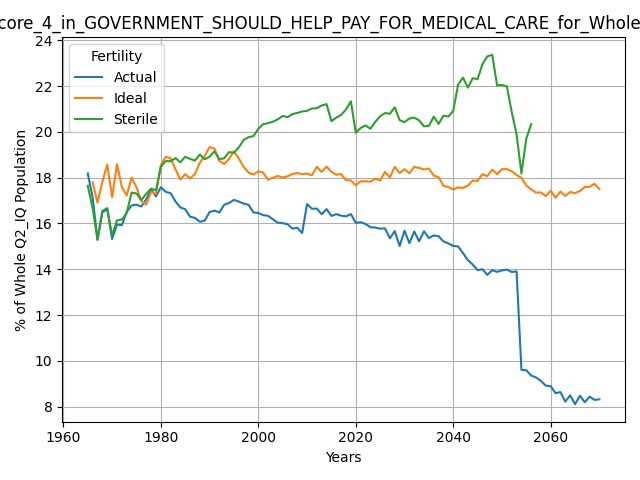 core_4_in_GOVERNMENT_SHOULD_HELP_PAY_FOR_MEDICAL_CARE_for_Whole
24
22
20
18
16
14
12
10
8
% of Whole Q2_IQ Population
Fertility
Actual
Ideal
Sterile
1960
1980
2000
2020
2040
2060
Years